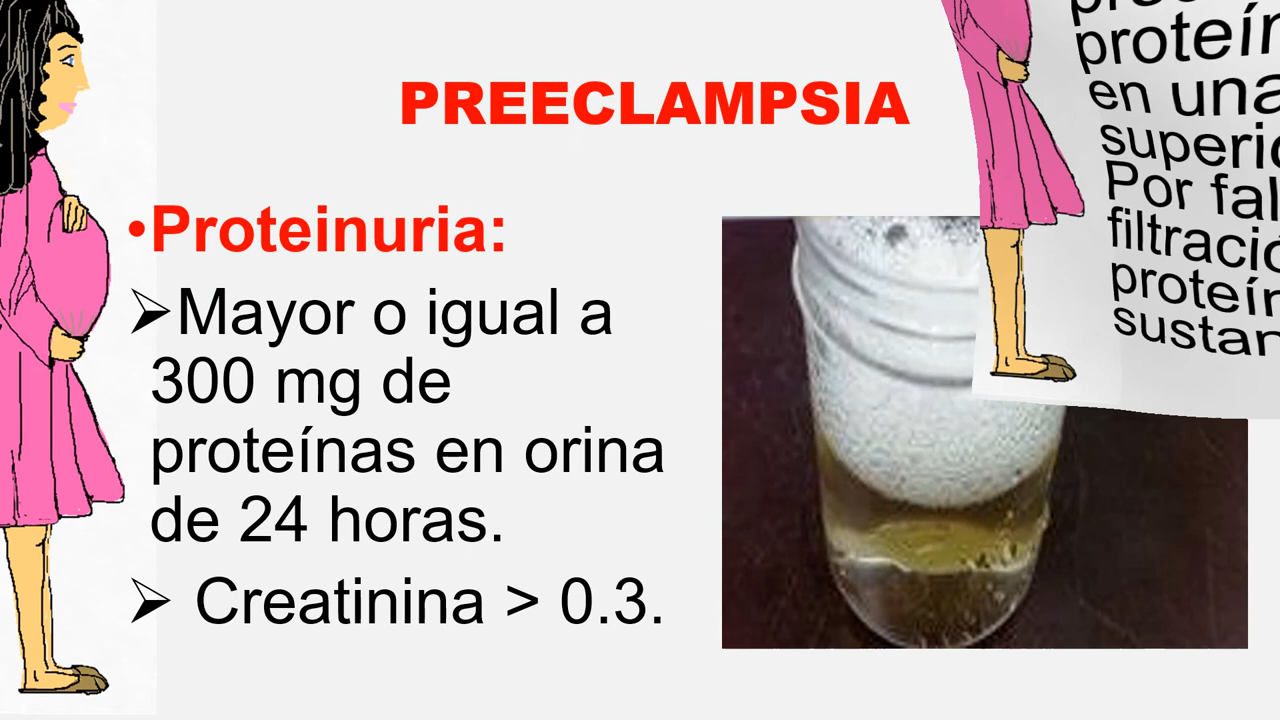 PREECLAMPSIA
•Proteinuria:
➢Mayor o igual a
300 mg de
proteínas en orina
de 24 horas.
➢ Creatinina > 0.3.
en una
Por